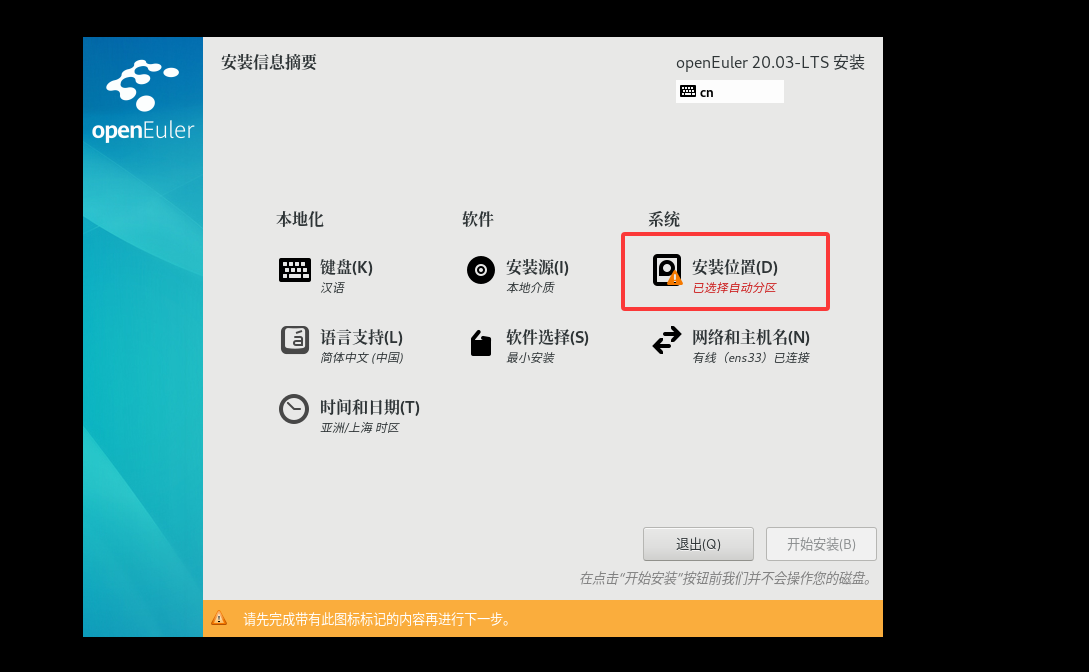 openEuler
安装信息摘要
openEuler 20.03-LTS 安装
cn
本地化
键盘(K)
汉语
语言支持(L)
简体中文 (中国)
时间和日期(T)
亚洲/上海 时区
软件
安装源(I)
本地介质
软件选择(S)
最小安装
系统
安装位置(D)
已选择自动分区
网络和主机名(N)
有线（ens33）已连接
退出(Q)
开始安装(B)
在点击“开始安装”按钮前我们并不会操作您的磁盘。
请先完成带有此图标标记的内容再进行下一步。